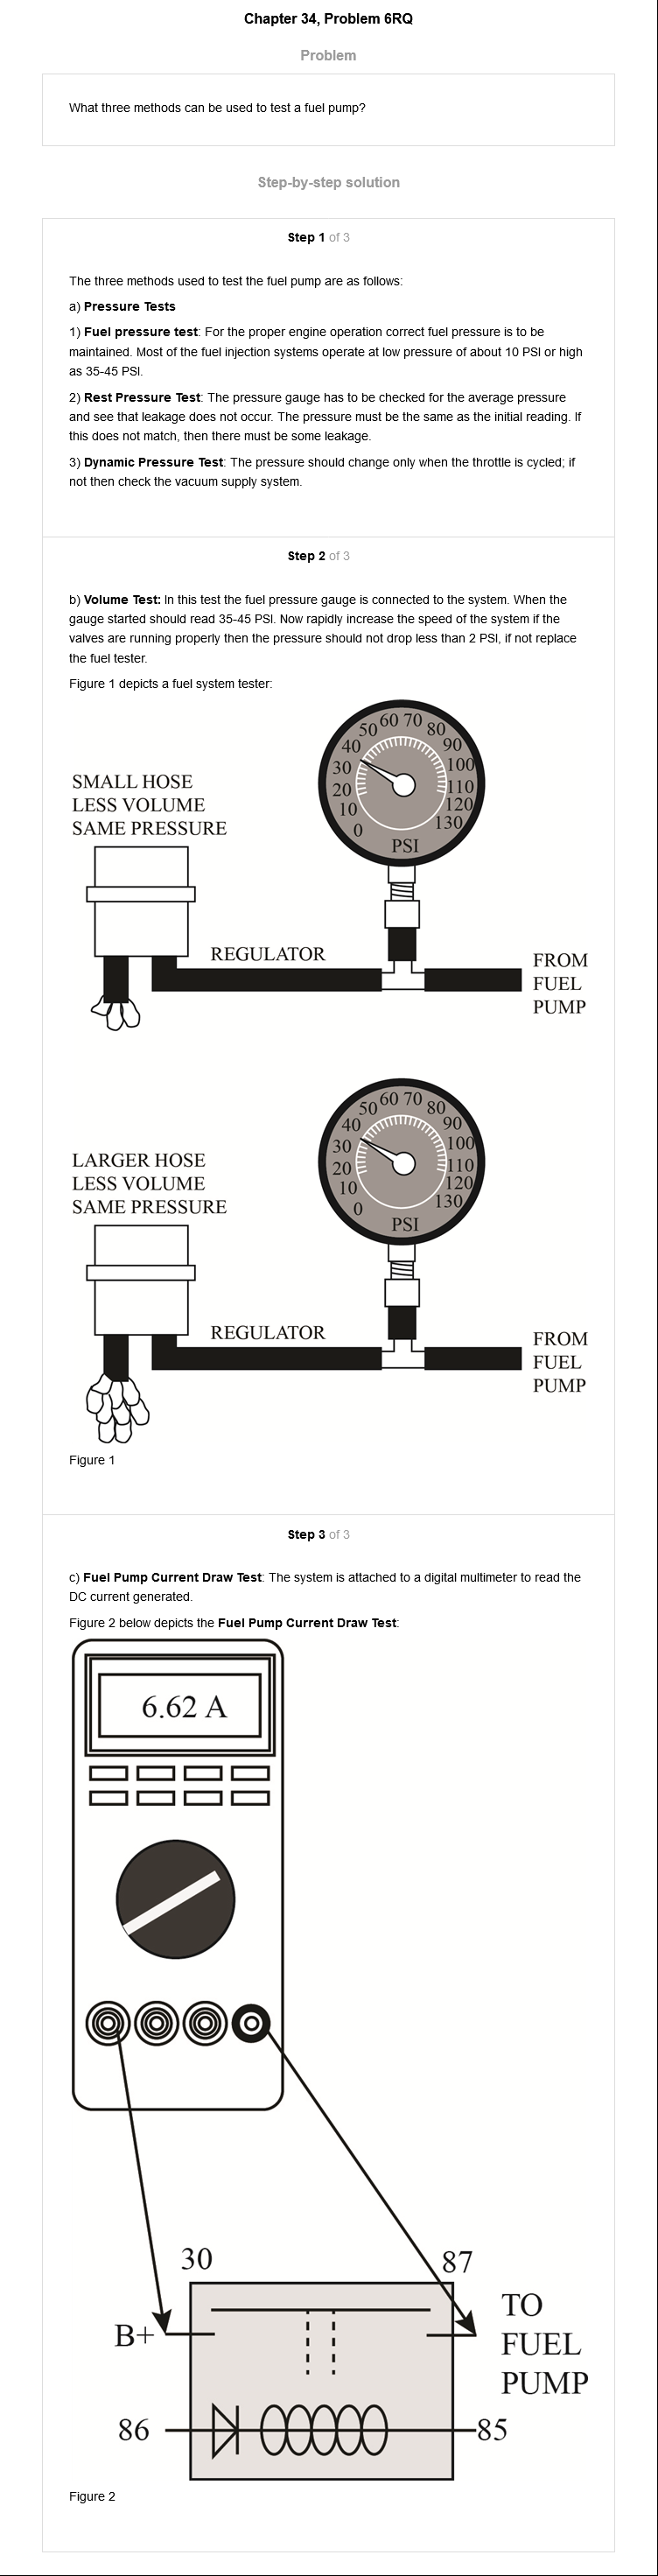 Chapter 34, Problem 6RQ
Problem
What three methods can be used to test a fuel pump?
Step-by-step solution
Step 1 of 3
The three methods used to test the fuel pump are as follows:
a) Pressure Tests
1) Fuel pressure test: For the proper engine operation correct fuel pressure is to be
maintained. Most of the fuel injection systems operate at low pressure of about 10 PSI or high
as 35-45 PSI.
2) Rest Pressure Test: The pressure gauge has to be checked for the average pressure
and see that leakage does not occur. The pressure must be the same as the initial reading. If
this does not match, then there must be some leakage.
3) Dynamic Pressure Test: The pressure should change only when the throttle is cycled; if
not then check the vacuum supply system.
Step 2 of 3
b) Volume Test: In this test the fuel pressure gauge is connected to the system. When the
gauge started should read 35-45 PSI. Now rapidly increase the speed of the system if the
valves are running properly then the pressure should not drop less than 2 PSI, if not replace
the fuel tester.
Figure 1 depicts a fuel system tester:
0 10 20 30 40 50 60 70 80 90 100 110 120 130
PSI
SMALL HOSE
LESS VOLUME
SAME PRESSURE
REGULATOR
FROM
FUEL
PUMP
0 10 20 30 40 50 60 70 80 90 100 110 120 130
PSI
LARGER HOSE
LESS VOLUME
SAME PRESSURE
REGULATOR
FROM
FUEL
PUMP
Figure 1
Step 3 of 3
c) Fuel Pump Current Draw Test: The system is attached to a digital multimeter to read the
DC current generated.
Figure 2 below depicts the Fuel Pump Current Draw Test:
6.62 A
30
87
B+
TO
FUEL
PUMP
86
85
Figure 2